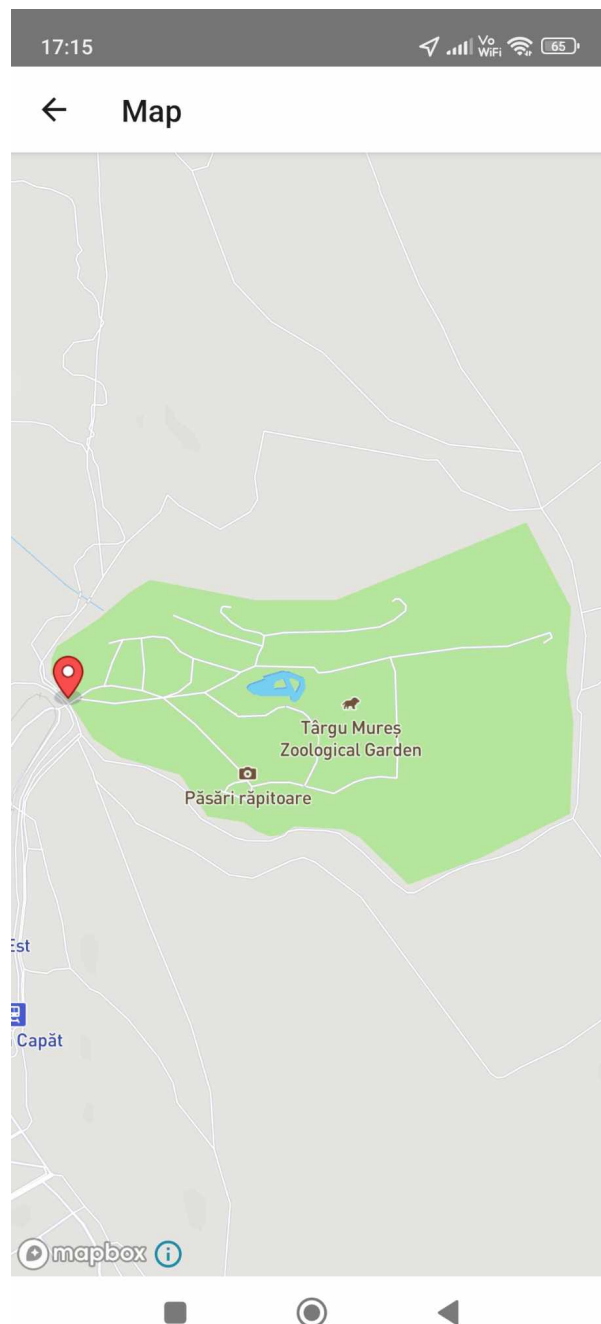 17:15
Vo
WiFi
65
Map
Târgu Mureș
Zoological Garden
Păsări răpitoare
Est
Capăt
mapbox